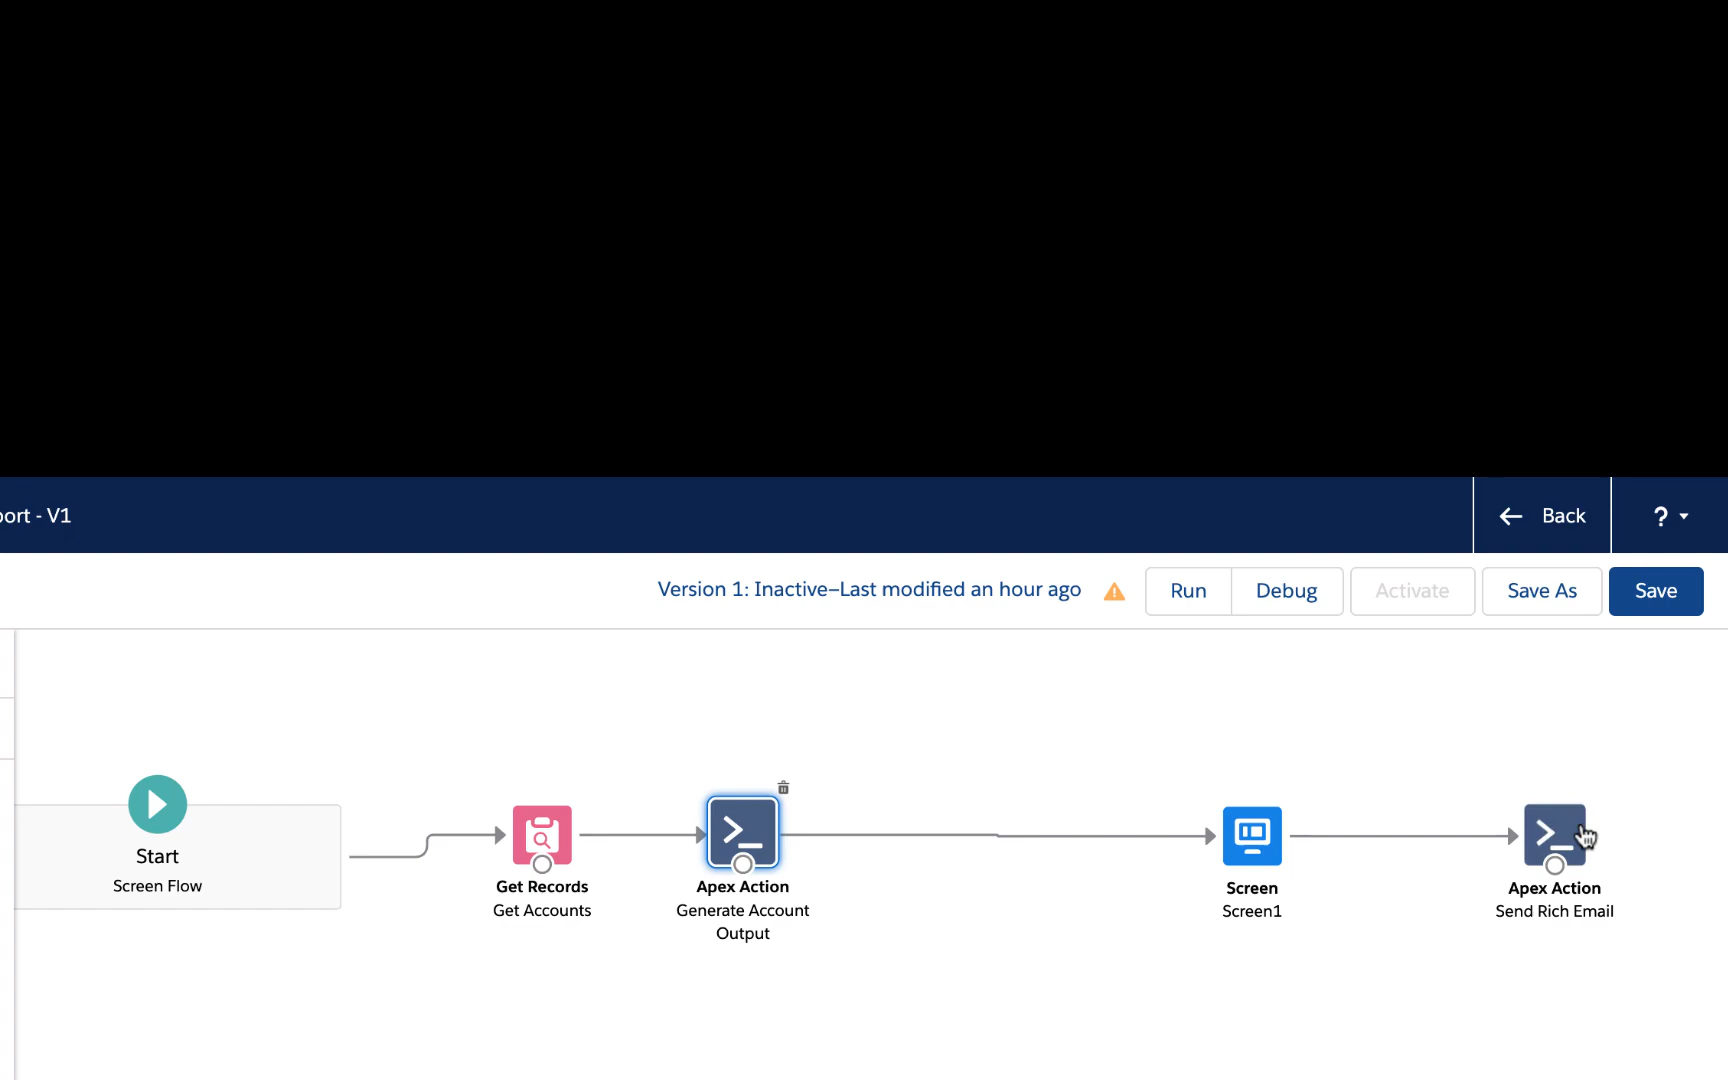 port - V1
Back
?
Version 1: Inactive–Last modified an hour ago
Run
Debug
Activate
Save As
Save
Start
Screen Flow
Get Records
Get Accounts
Apex Action
Generate Account
Output
Screen
Screen1
Apex Action
Send Rich Email